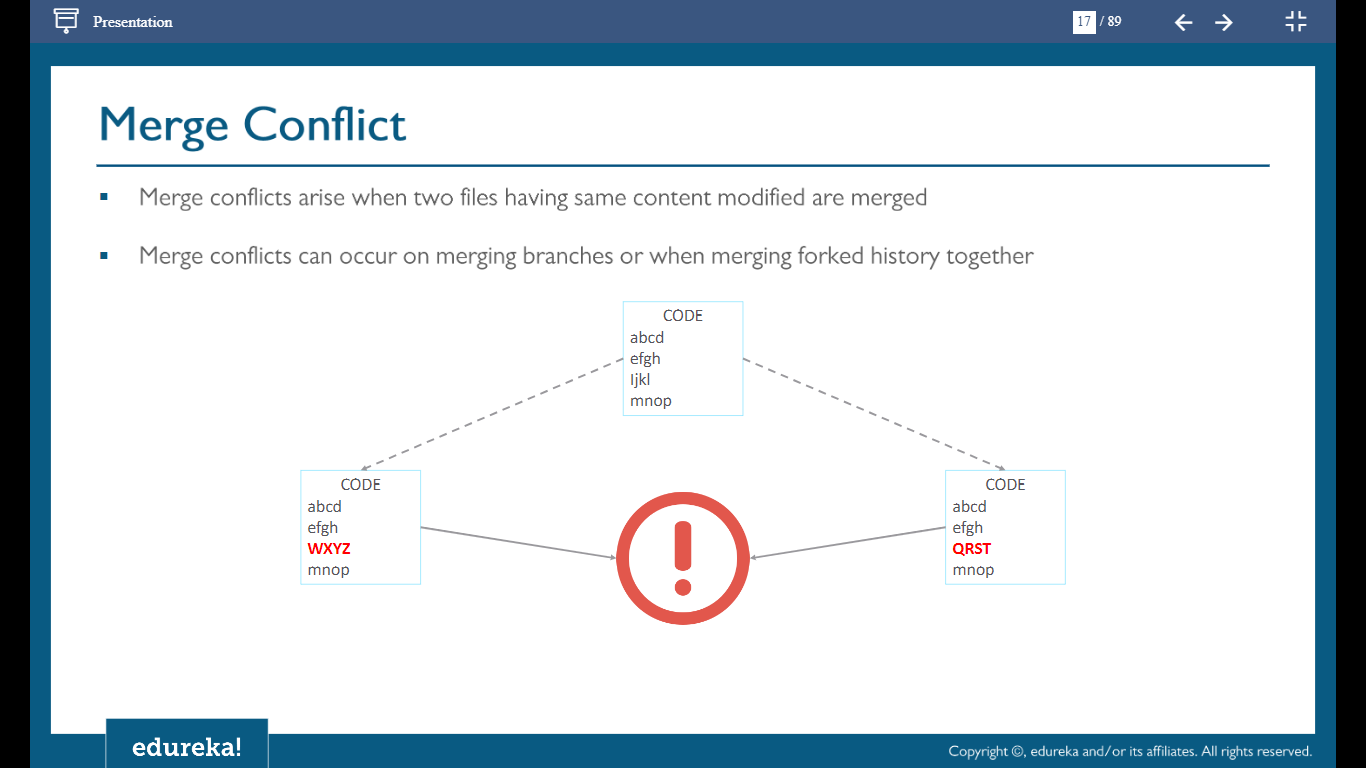 Presentation
17 / 89
Merge Conflict
Merge conflicts arise when two files having same content modified are merged
Merge conflicts can occur on merging branches or when merging forked history together
CODE
abcd
efgh
Ijkl
mnop
CODE
abcd
efgh
WXYZ
mnop
CODE
abcd
efgh
QRST
mnop
edureka!
Copyright ©, edureka and/or its affiliates. All rights reserved.